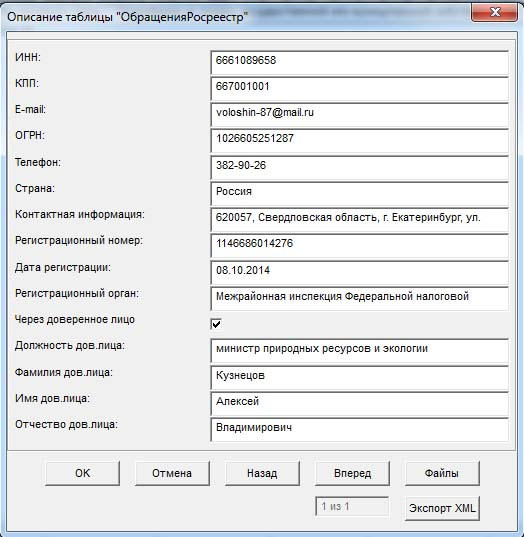 Описание таблицы "ОбращенияРосреестр"
ИНН: 6661089658
КПП: 667001001
E-mail: voloshin-87@mail.ru
ОГРН: 1026605251287
Телефон: 382-90-26
Страна: Россия
Контактная информация: 620057, Свердловская область, г. Екатеринбург, ул.
Регистрационный номер: 1146686014276
Дата регистрации: 08.10.2014
Регистрационный орган: Межрайонная инспекция Федеральной налоговой
Через доверенное лицо
Должность дов.лица: министр природных ресурсов и экологии
Фамилия дов.лица: Кузнецов
Имя дов.лица: Алексей
Отчество дов.лица: Владимирович
OK Отмена Назад Вперед Файлы
1 из 1 Экспорт XML